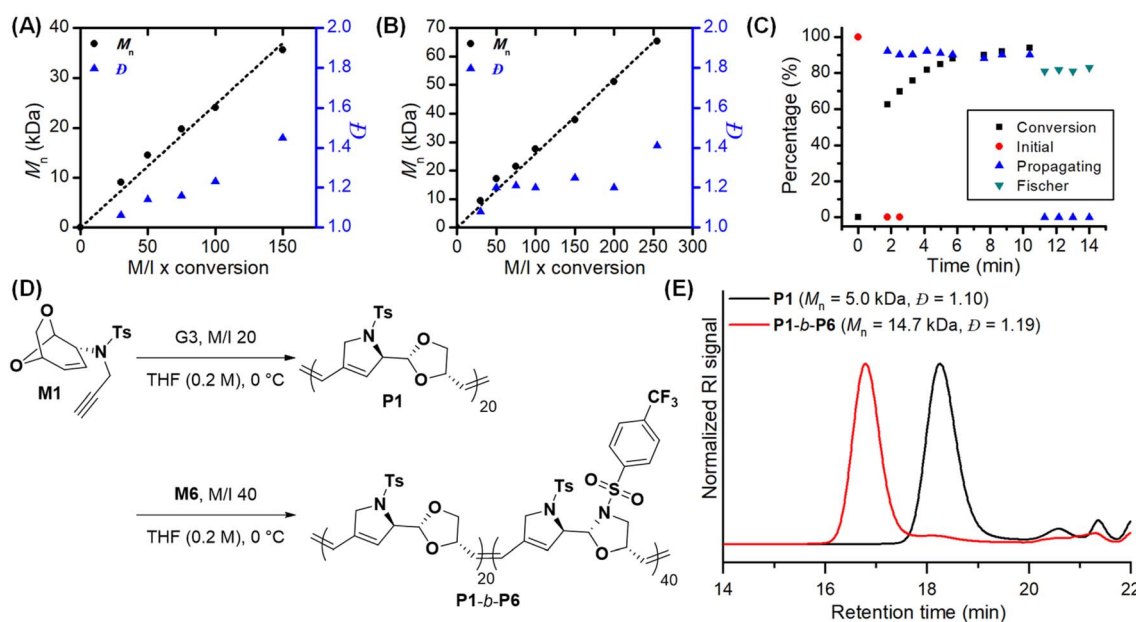 (A)
Mn
Đ
Mn (kDa)
40
30
20
10
0
2.0
1.8
1.6
1.4
1.2
1.0
Đ
0 50 100 150
M/I x conversion
(B)
Mn
Đ
Mn (kDa)
70
60
50
40
30
20
10
0
2.0
1.8
1.6
1.4
1.2
1.0
Đ
0 50 100 150 200 250 300
M/I x conversion
(C)
Percentage (%)
100
80
60
40
20
0
Conversion
Initial
Propagating
Fischer
0 2 4 6 8 10 12 14
Time (min)
(D)
O
O
N
Ts
M1
G3, M/I 20
THF (0.2 M), 0 °C
Ts
N
O
O
20
P1
M6, M/I 40
THF (0.2 M), 0 °C
CF3
O
S
O
Ts
N
O
O
20
Ts
N
N
O
40
P1-b-P6
(E)
P1 (Mn = 5.0 kDa, Đ = 1.10)
P1-b-P6 (Mn = 14.7 kDa, Đ = 1.19)
Normalized RI signal
14 16 18 20 22
Retention time (min)